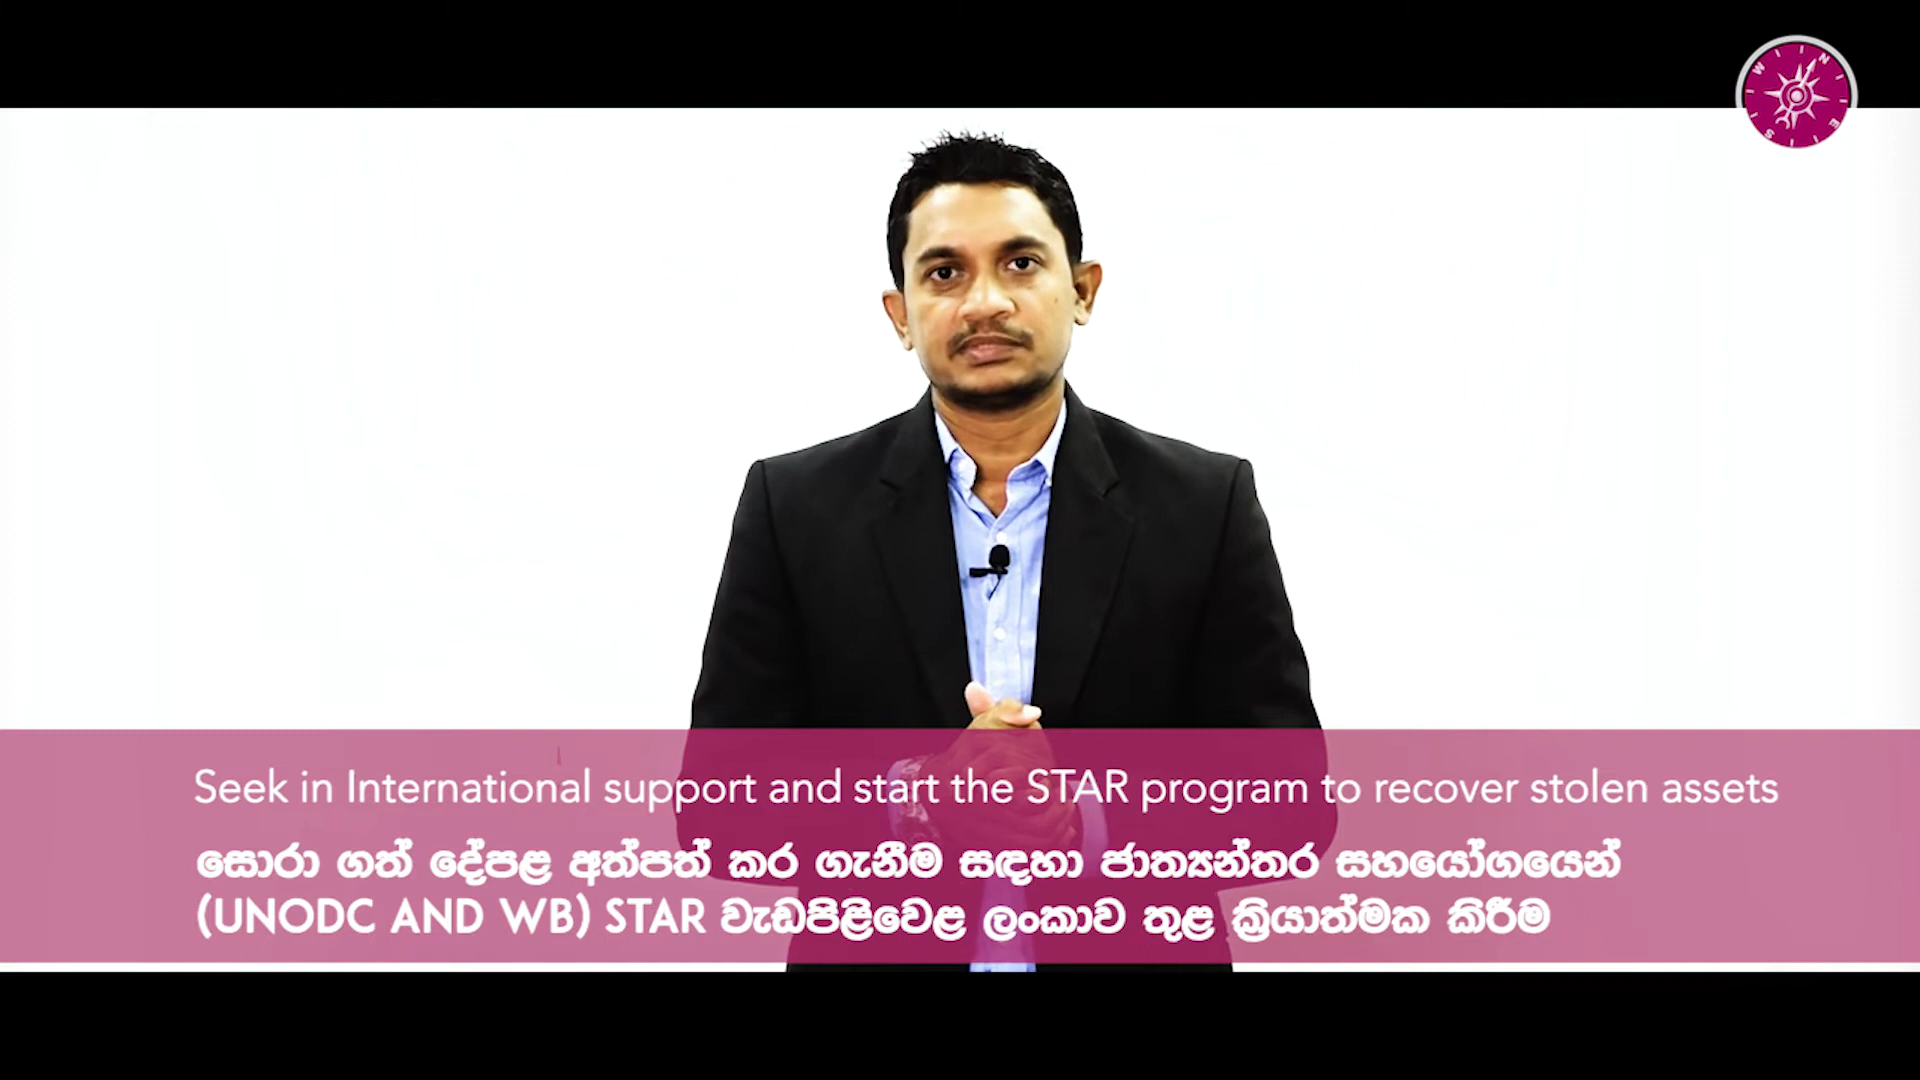 N
W
E
S
Seek in International support and start the STAR program to recover stolen assets
සොරා ගත් දේපළ අත්පත් කර ගැනීම සඳහා ජාත්‍යන්තර සහයෝගයෙන්
(UNODC AND WB) STAR වැඩපිළිවෙළ ලංකාව තුළ ක්‍රියාත්මක කිරීම